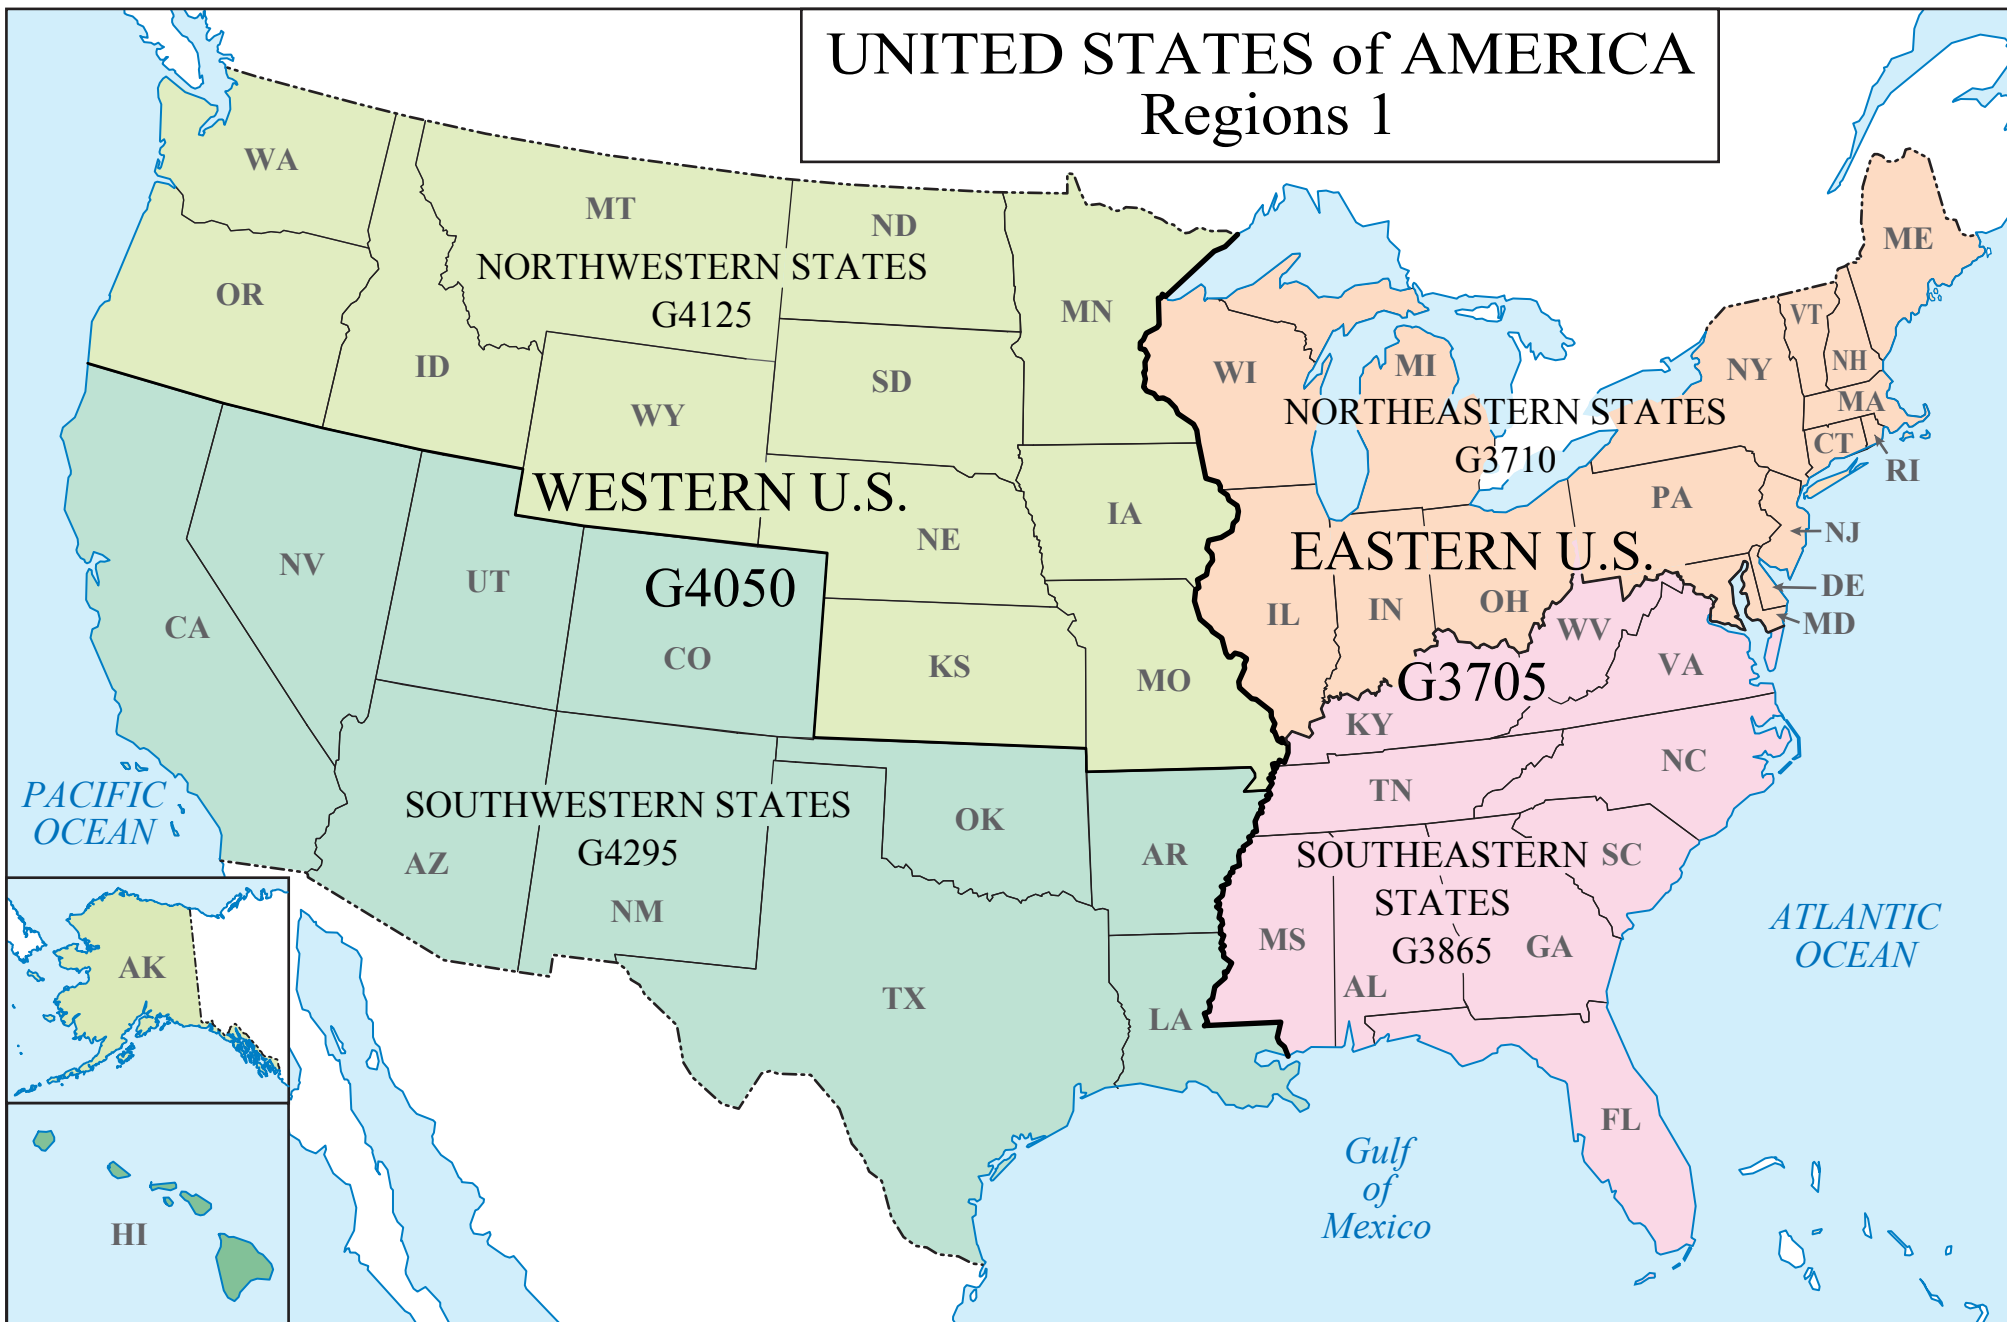 UNITED STATES of AMERICA
Regions 1
WA
MT
ND
ME
NORTHWESTERN STATES
G4125
OR
MN
VT
ID
SD
WI
MI
NY
NH
WY
NORTHEASTERN STATES
G3710
MA
CT
RI
WESTERN U.S.
G4050
IA
PA
NE
NJ
EASTERN U.S.
G3705
NV
UT
DE
CA
IL
IN
OH
WV
MD
CO
KS
MO
VA
KY
NC
TN
PACIFIC
OCEAN
SOUTHWESTERN STATES
G4295
OK
AZ
AR
SOUTHEASTERN
STATES
G3865
SC
NM
MS
GA
AL
ATLANTIC
OCEAN
AK
TX
LA
FL
Gulf
of
Mexico
HI